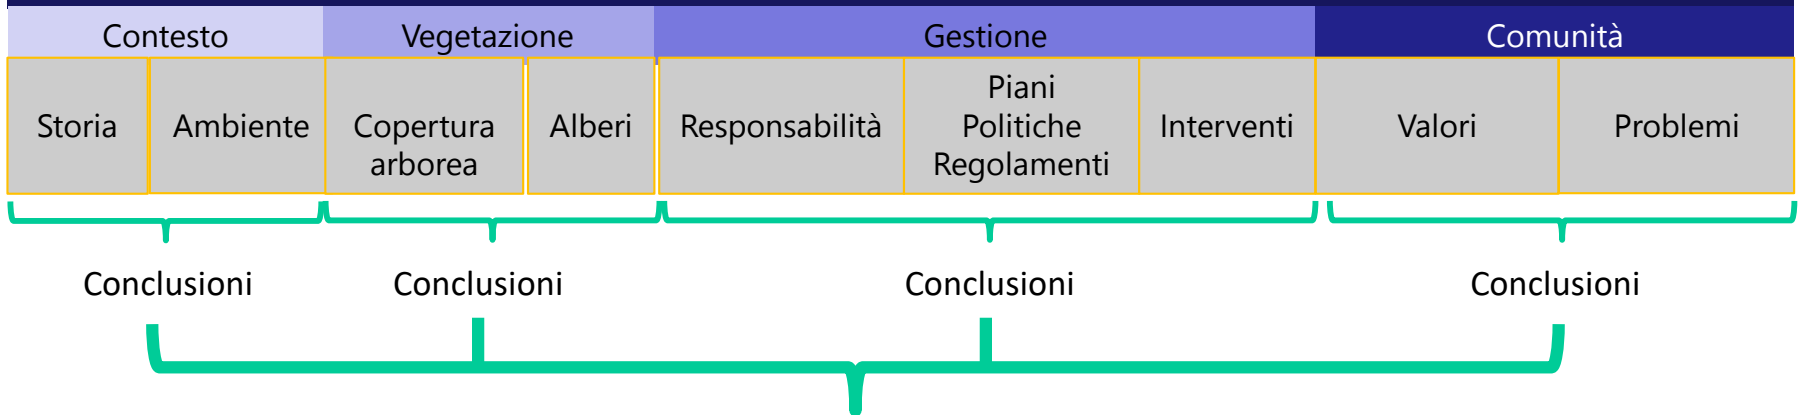 Contesto
Vegetazione
Gestione
Comunità
Storia
Ambiente
Copertura
arborea
Alberi
Responsabilità
Piani
Politiche
Regolamenti
Interventi
Valori
Problemi
Conclusioni
Conclusioni
Conclusioni
Conclusioni